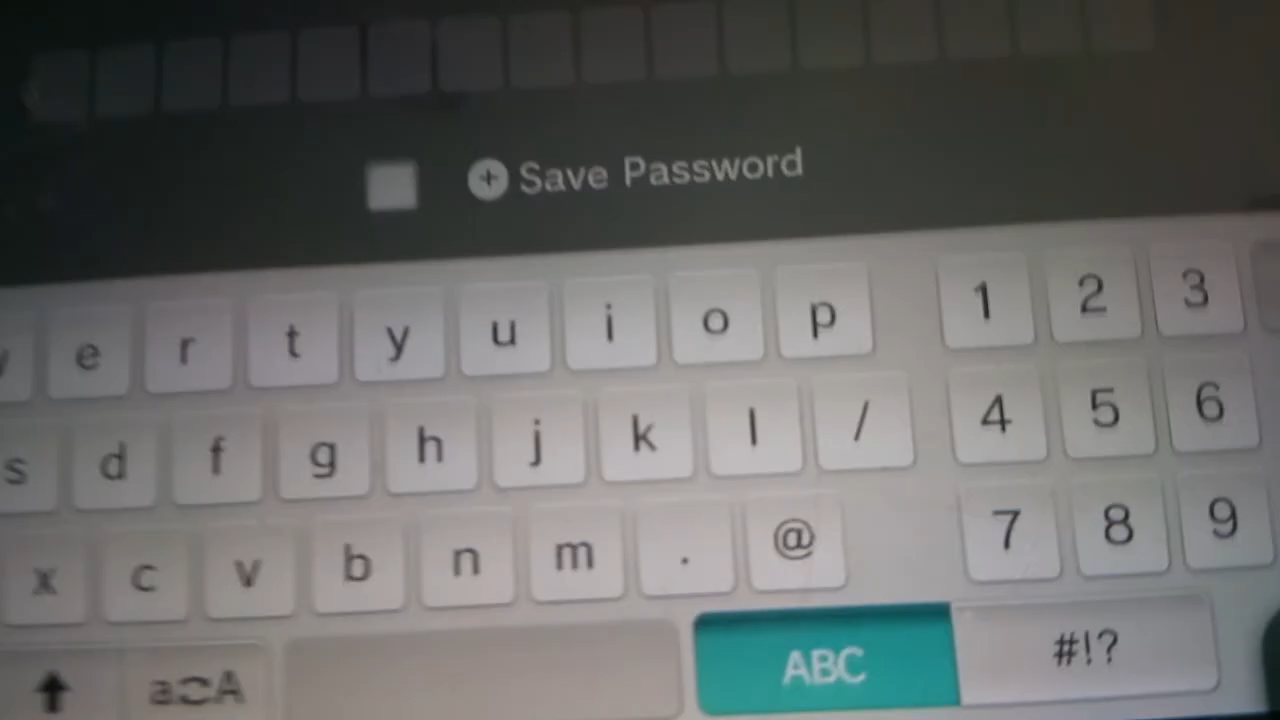 + Save Password
e r t y u i o p 1 2 3
s d f g h j k l / 4 5 6
x c v b n m . @ 7 8 9
a A ABC #!?